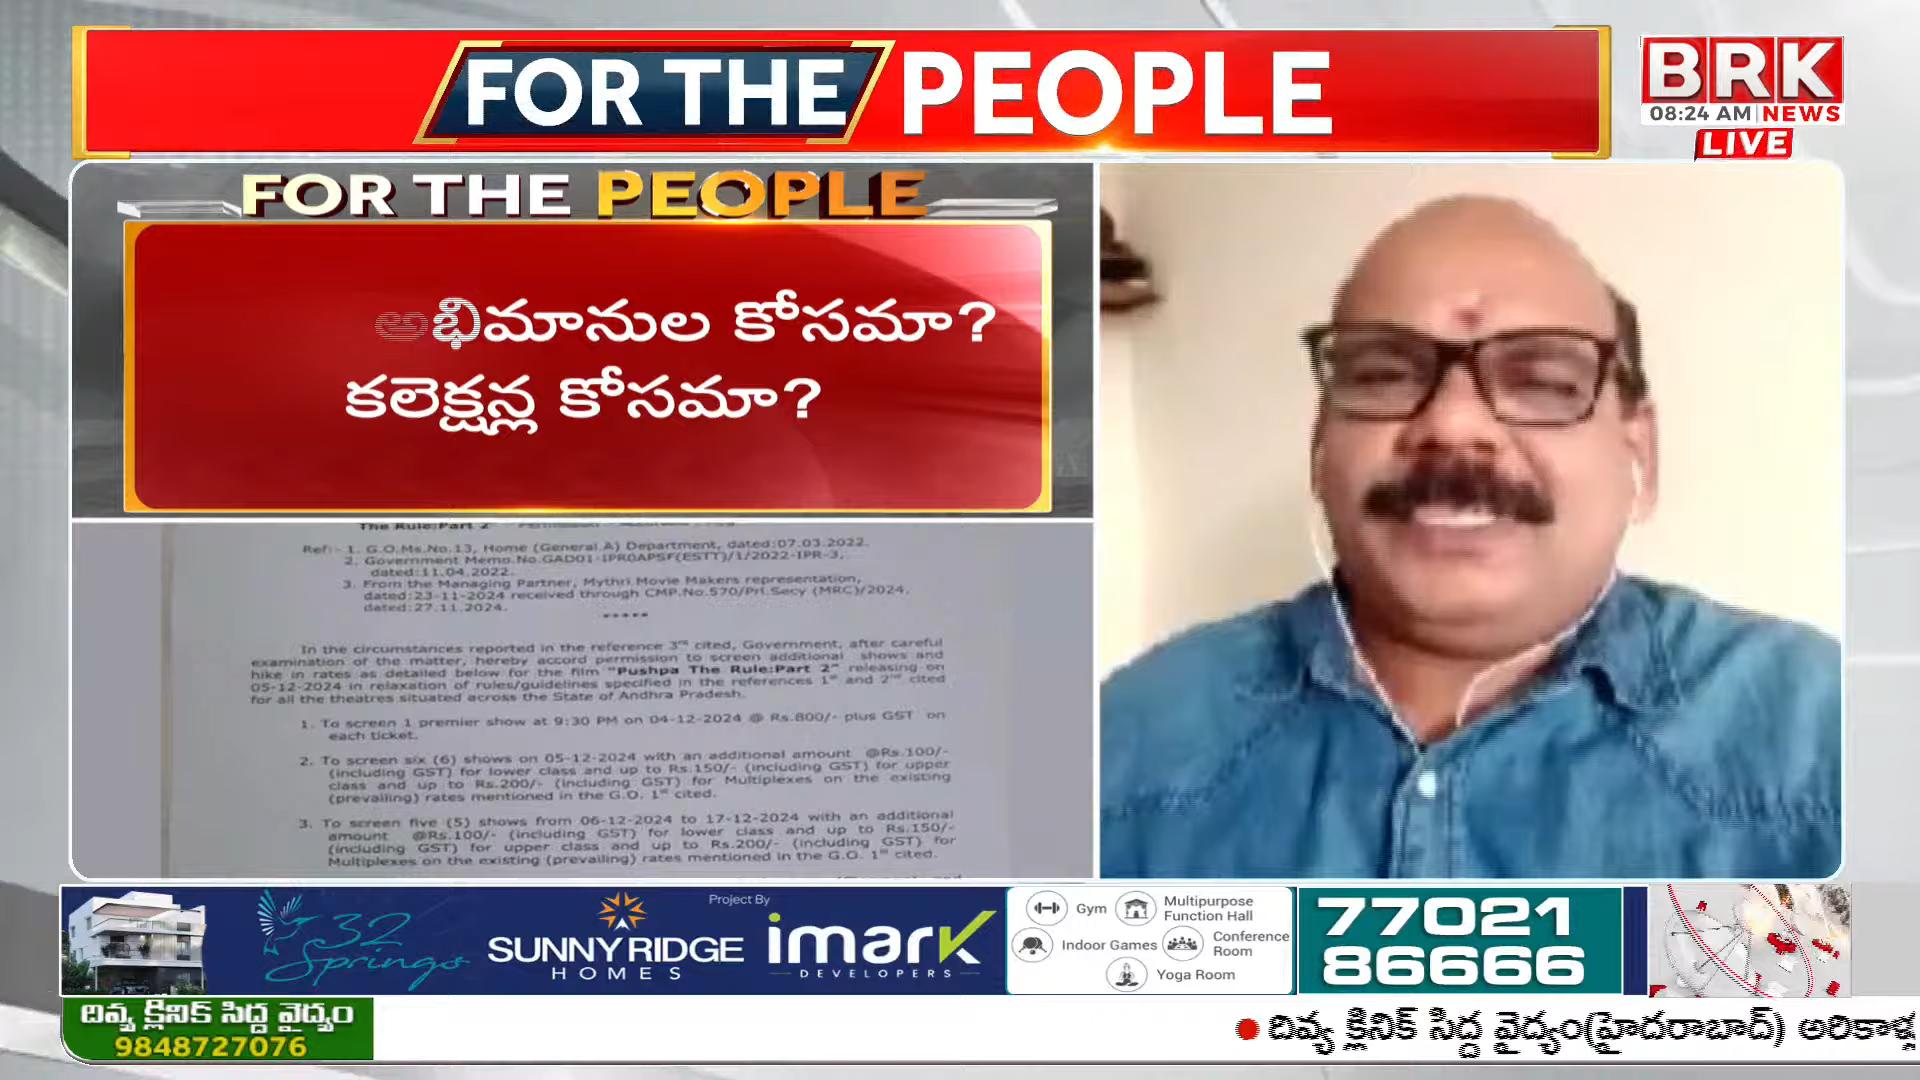 FOR THE PEOPLE
BRK
08:24 AM NEWS
LIVE
FOR THE PEOPLE
అభిమానుల కోసమా?
కలెక్షన్ల కోసమా?
The Rule:Part 2"
Ref:- 1. G.O.Ms.No.13, Home (General.A) Department, dated:07.03.2022.
2. Government Memo.No.GAD01-IPR0APSF(ESTT)/1/2022-IPR-3,
dated:11.04.2022.
3. From the Managing Partner, Mythri Movie Makers representation,
dated:23-11-2024 received through CMP.No.570/Prl.Secy (MRC)/2024,
dated:27.11.2024.
*****
In the circumstances reported in the reference 3rd cited, Government, after careful
examination of the matter, hereby accord permission to screen additional shows and
hike in rates as detailed below for the film "Pushpa The Rule:Part 2" releasing on
05-12-2024 in relaxation of rules/guidelines specified in the references 1st and 2nd cited
for all the theatres situated across the State of Andhra Pradesh.
1. To screen 1 premier show at 9:30 PM on 04-12-2024 @ Rs.800/- plus GST on
each ticket.
2. To screen six (6) shows on 05-12-2024 with an additional amount @Rs.100/-
(including GST) for lower class and up to Rs.150/- (including GST) for upper
class and up to Rs.200/- (including GST) for Multiplexes on the existing
(prevailing) rates mentioned in the G.O. 1st cited.
3. To screen five (5) shows from 06-12-2024 to 17-12-2024 with an additional
amount @Rs.100/- (including GST) for lower class and up to Rs.150/-
(including GST) for upper class and up to Rs.200/- (including GST) for
Multiplexes on the existing (prevailing) rates mentioned in the G.O. 1st cited.
32 Springs
SUNNYRIDGE
HOMES
Project By
imark
DEVELOPERS
Gym
Multipurpose
Function Hall
Indoor Games
Conference
Room
Yoga Room
77021
86666
దివ్య క్లినిక్ సిద్ధ వైద్యం
9848727076
దివ్య క్లినిక్ సిద్ధ వైద్యం(హైదరాబాద్) అరికాళ్ల